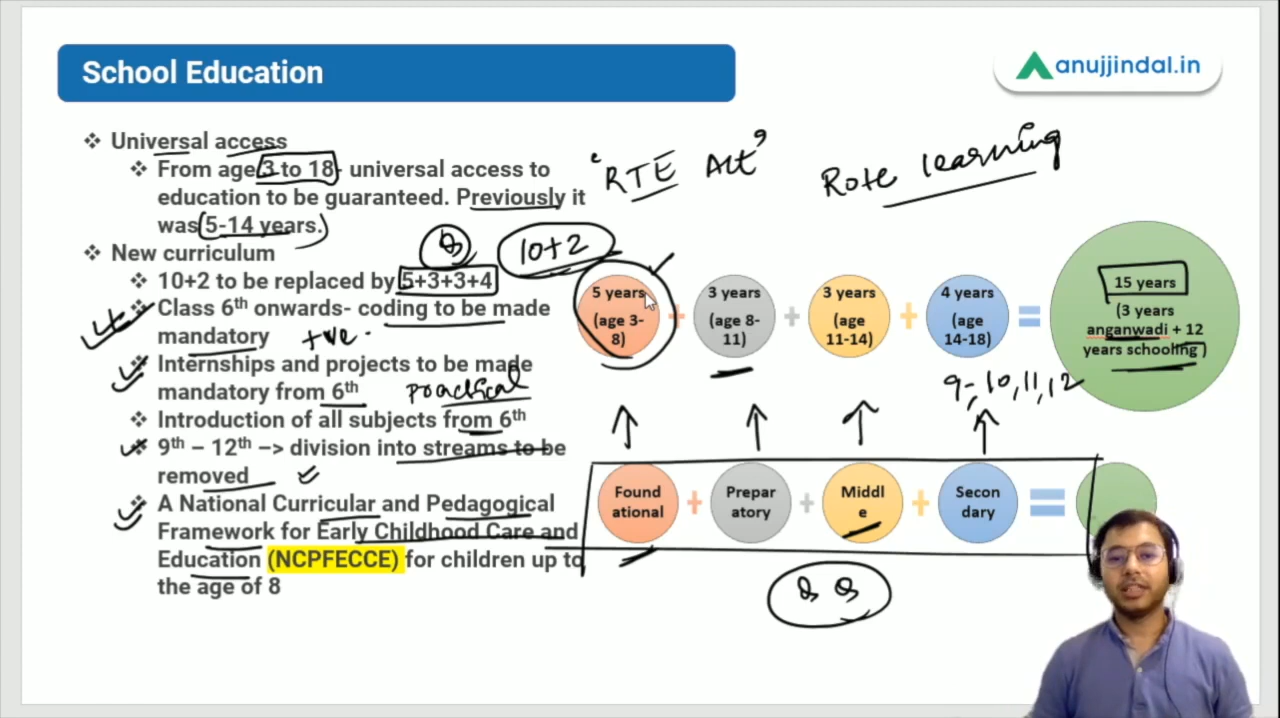 School Education
anujjindal.in
❖ Universal access
❖ From age 3 to 18- universal access to
education to be guaranteed. Previously it
was 5-14 years.
❖ New curriculum
❖ 10+2 to be replaced by 5+3+3+4
❖ Class 6th onwards- coding to be made
mandatory +ve
❖ Internships and projects to be made
mandatory from 6th practical
❖ Introduction of all subjects from 6th
❖ 9th – 12th –> division into streams to be
removed
❖ A National Curricular and Pedagogical
Framework for Early Childhood Care and
Education (NCPFECCE) for children up to
the age of 8
'RTE Act'
Rote learning
10+2
5 years
(age 3-
8)
+
3 years
(age 8-
11)
+
3 years
(age
11-14)
+
4 years
(age
14-18)
=
15 years
(3 years
anganwadi + 12
years schooling )
9, 10, 11, 12
Found
ational
+
Prepar
atory
+
Middl
e
+
Secon
dary
=